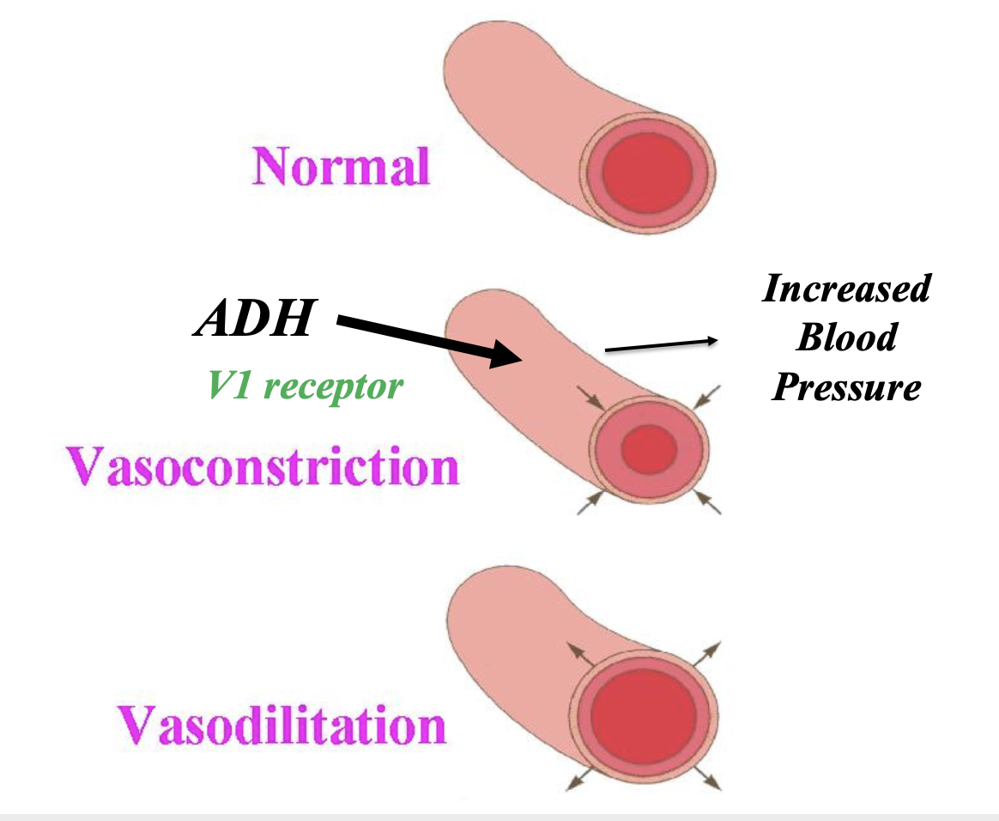 Normal
ADH
V1 receptor
Increased
Blood
Pressure
Vasoconstriction
Vasodilitation